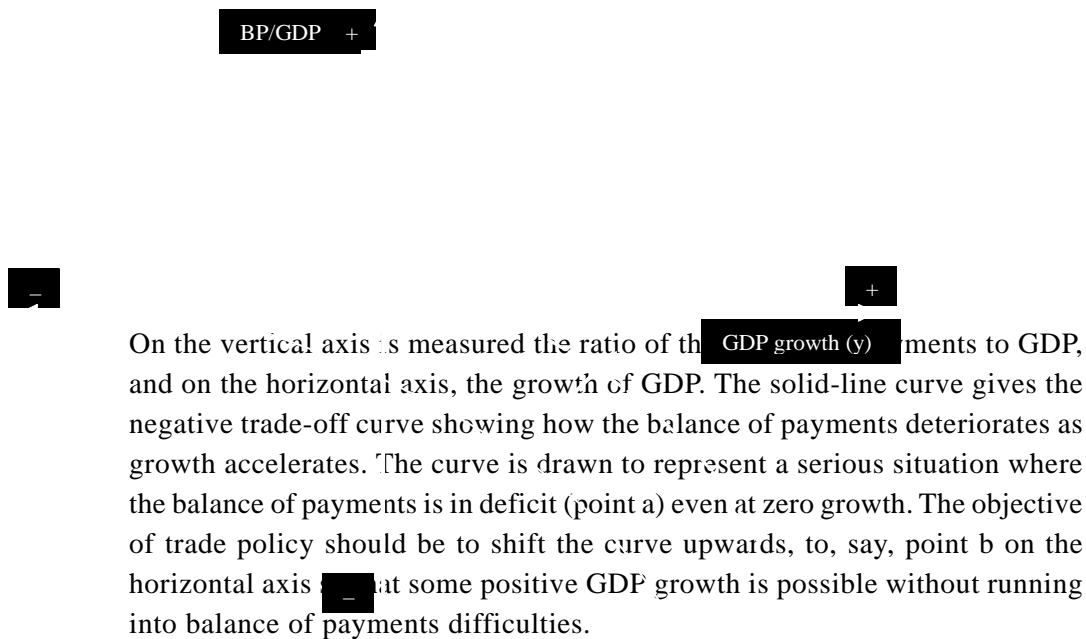 BP/GDP +
–
+
On the vertical axis is measured the ratio of th GDP growth (y) ments to GDP,
and on the horizontal axis, the growth of GDP. The solid-line curve gives the
negative trade-off curve showing how the balance of payments deteriorates as
growth accelerates. The curve is drawn to represent a serious situation where
the balance of payments is in deficit (point a) even at zero growth. The objective
of trade policy should be to shift the curve upwards, to, say, point b on the
horizontal axis – at some positive GDP growth is possible without running
into balance of payments difficulties.